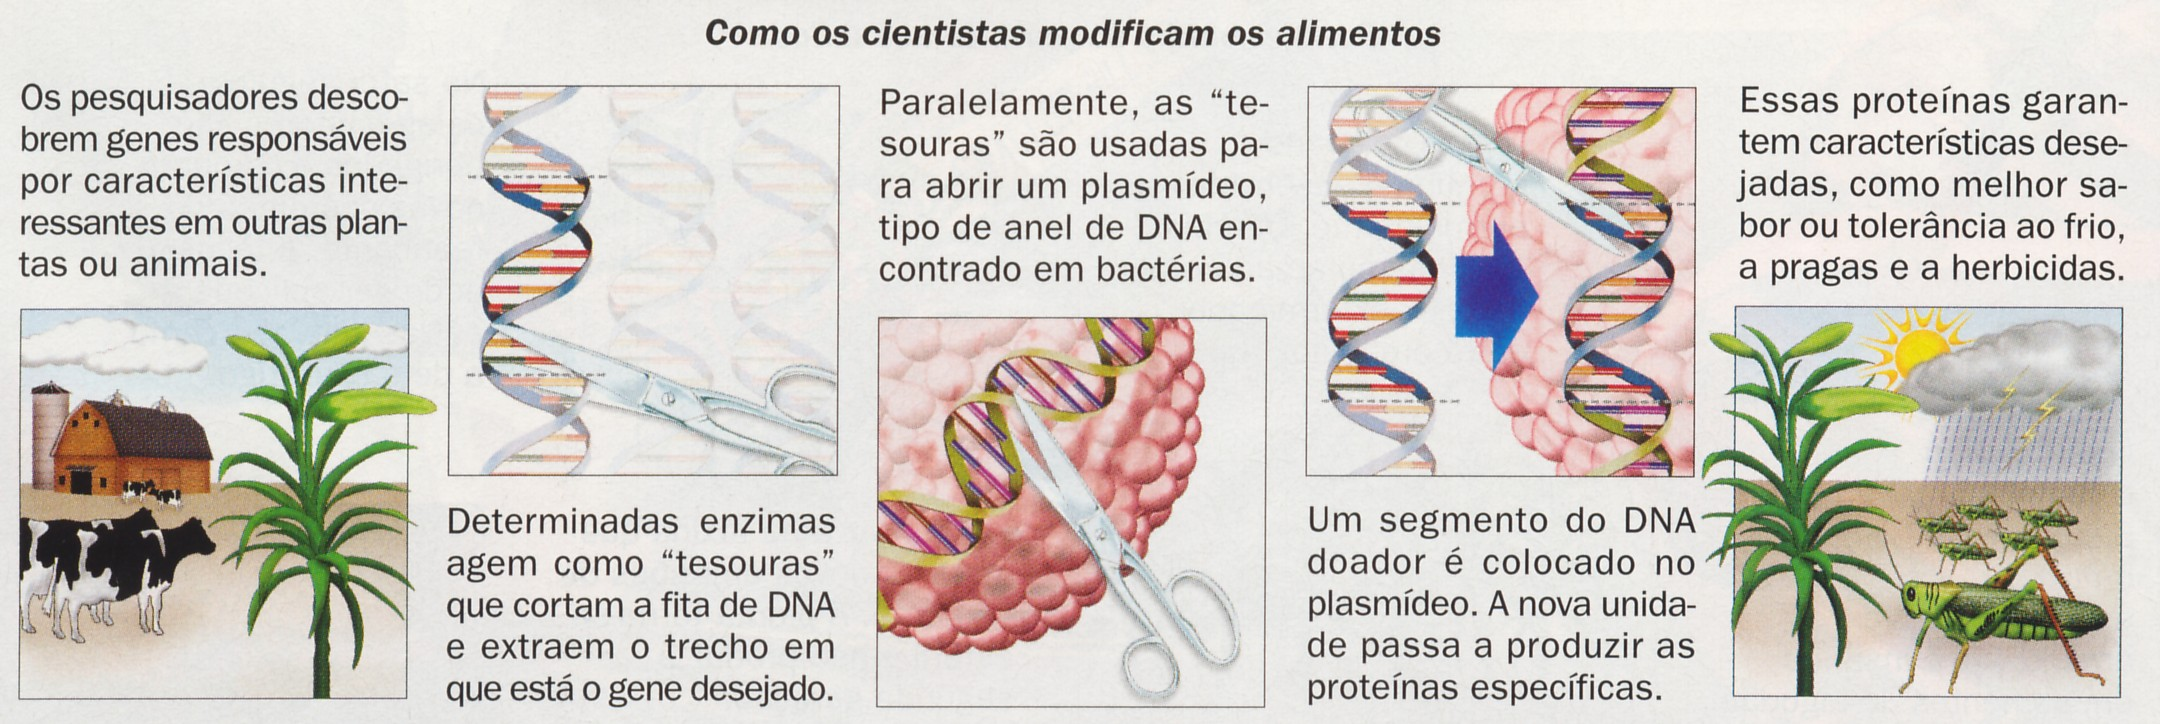 Como os cientistas modificam os alimentos
Os pesquisadores desco-
brem genes responsáveis
por características inte-
ressantes em outras plan-
tas ou animais.
Determinadas enzimas
agem como “tesouras”
que cortam a fita de DNA
e extraem o trecho em
que está o gene desejado.
Paralelamente, as “te-
souras” são usadas pa-
ra abrir um plasmídeo,
tipo de anel de DNA en-
contrado em bactérias.
Um segmento do DNA
doador é colocado no
plasmídeo. A nova unida-
de passa a produzir as
proteínas específicas.
Essas proteínas garan-
tem características dese-
jadas, como melhor sa-
bor ou tolerância ao frio,
a pragas e a herbicidas.